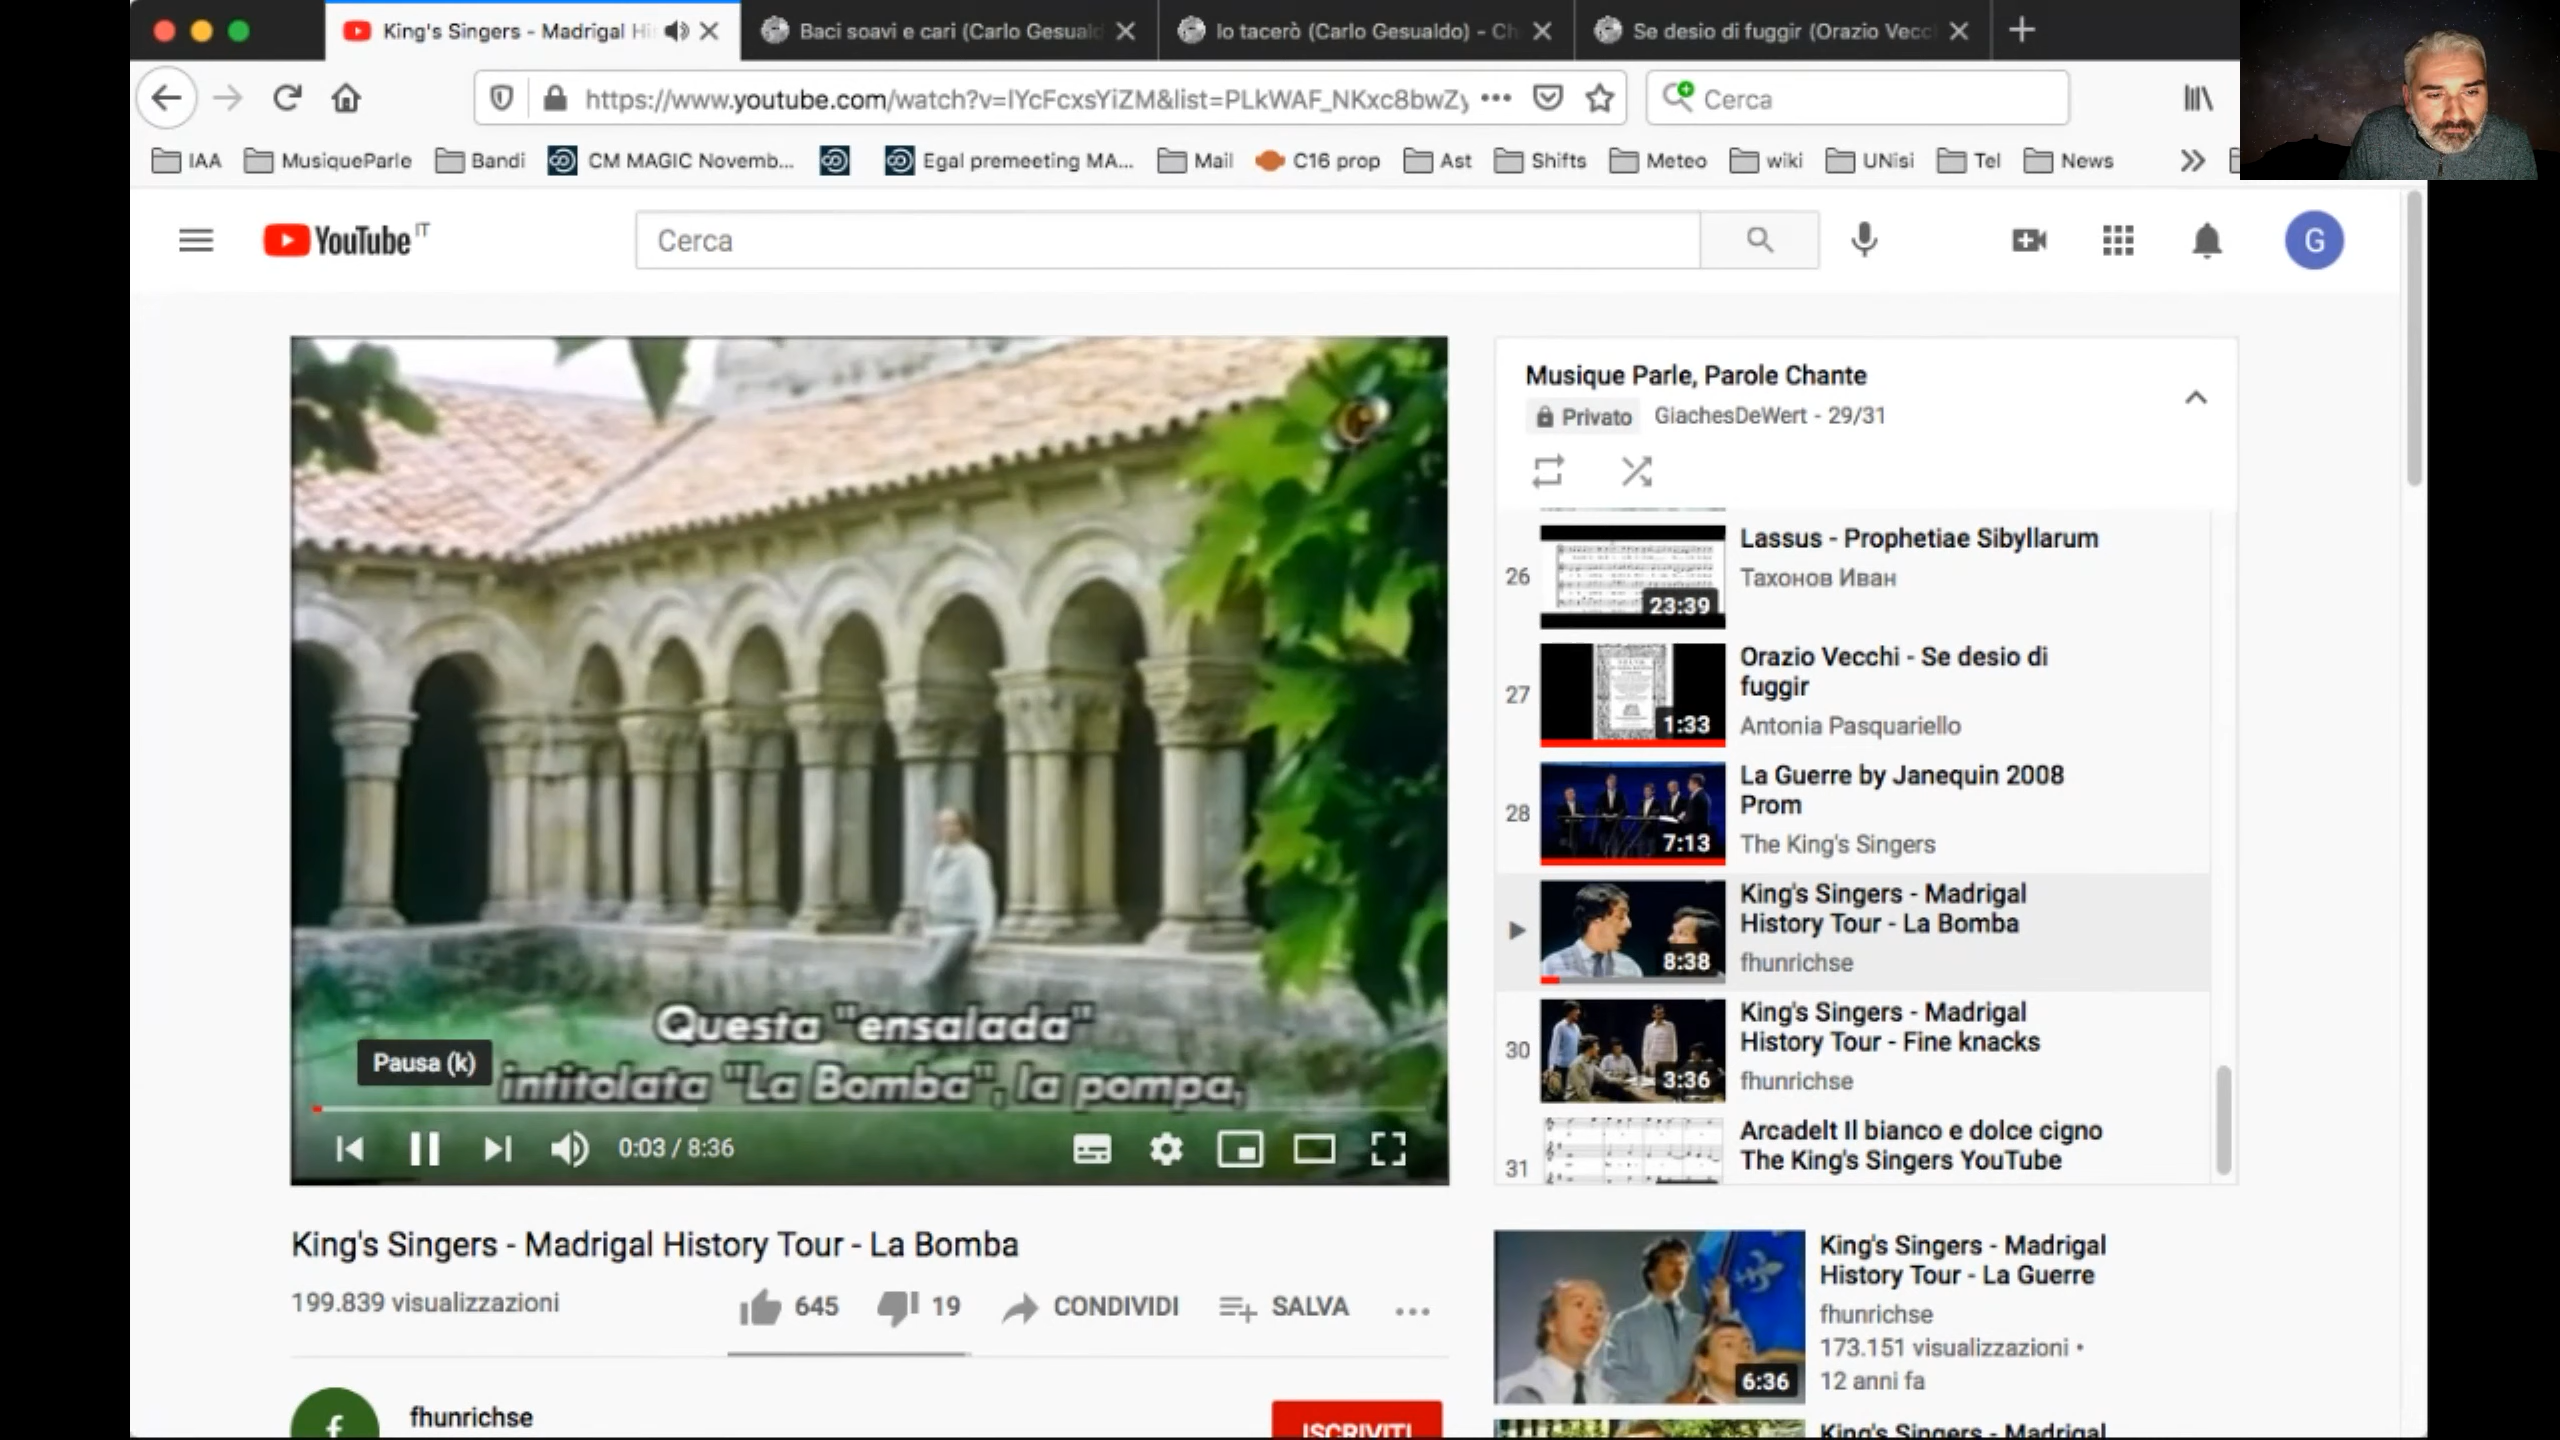 King's Singers - Madrigal Hi
Baci soavi e cari (Carlo Gesuald
Io tacerò (Carlo Gesualdo) - Ch
Se desio di fuggir (Orazio Vecc
https://www.youtube.com/watch?v=lYcFcxsYiZM&list=PLkWAF_NKxc8bwZy
Cerca
IAA
MusiqueParle
Bandi
CM MAGIC Novemb...
Egal premeeting MA...
Mail
C16 prop
Ast
Shifts
Meteo
wiki
UNisi
Tel
News
YouTube IT
Cerca
G
Questa "ensalada"
intitolata "La Bomba", la pompa,
Pausa (k)
0:03 / 8:36
Musique Parle, Parole Chante
Privato
GiachesDeWert - 29/31
26
23:39
Lassus - Prophetiae Sibyllarum
Тахонов Иван
27
1:33
Orazio Vecchi - Se desio di
fuggir
Antonia Pasquariello
28
7:13
La Guerre by Janequin 2008
Prom
The King's Singers
8:38
King's Singers - Madrigal
History Tour - La Bomba
fhunrichse
30
3:36
King's Singers - Madrigal
History Tour - Fine knacks
fhunrichse
31
Arcadelt Il bianco e dolce cigno
The King's Singers YouTube
King's Singers - Madrigal History Tour - La Bomba
199.839 visualizzazioni
645
19
CONDIVIDI
SALVA
f
fhunrichse
ISCRIVITI
6:36
King's Singers - Madrigal
History Tour - La Guerre
fhunrichse
173.151 visualizzazioni •
12 anni fa
King's Singers - Madrigal